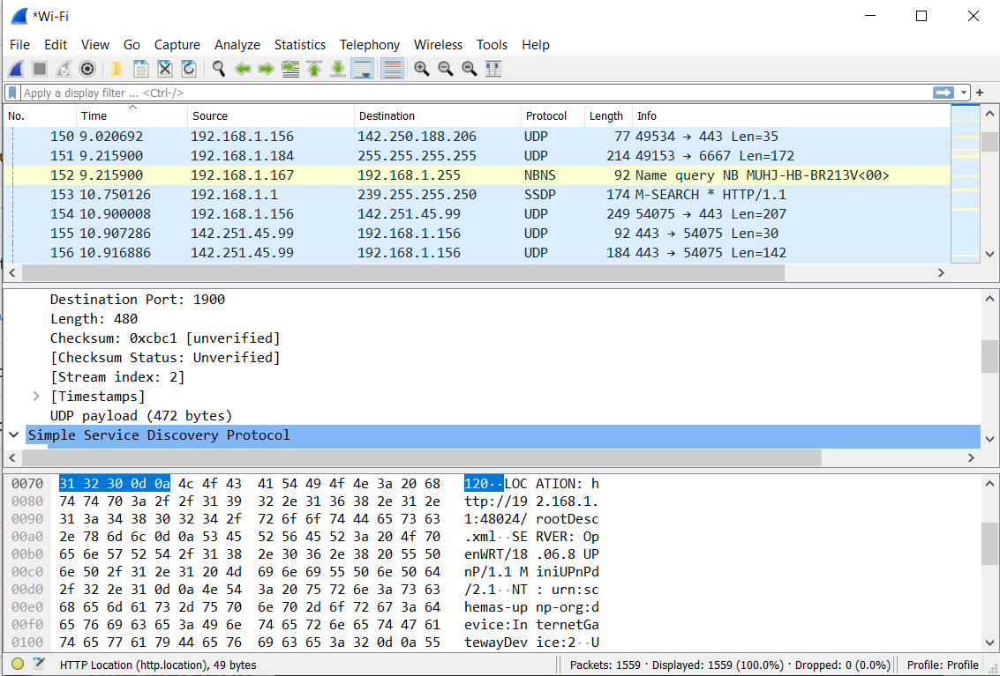 *Wi-Fi
File Edit View Go Capture Analyze Statistics Telephony Wireless Tools Help
Apply a display filter ... <Ctrl-/>
No. Time Source Destination Protocol Length Info
150 9.020692 192.168.1.156 142.250.188.206 UDP 77 49534 → 443 Len=35
151 9.215900 192.168.1.184 255.255.255.255 UDP 214 49153 → 6667 Len=172
152 9.215900 192.168.1.167 192.168.1.255 NBNS 92 Name query NB MUHJ-HB-BR213V<00>
153 10.750126 192.168.1.1 239.255.255.250 SSDP 174 M-SEARCH * HTTP/1.1
154 10.900008 192.168.1.156 142.251.45.99 UDP 249 54075 → 443 Len=207
155 10.907286 142.251.45.99 192.168.1.156 UDP 92 443 → 54075 Len=30
156 10.916886 142.251.45.99 192.168.1.156 UDP 184 443 → 54075 Len=142
Destination Port: 1900
Length: 480
Checksum: 0xcbc1 [unverified]
[Checksum Status: Unverified]
[Stream index: 2]
[Timestamps]
UDP payload (472 bytes)
Simple Service Discovery Protocol
0070 31 32 30 0d 0a 4c 4f 43 41 54 49 4f 4e 3a 20 68 120··LOC ATION: h
0080 74 74 70 3a 2f 2f 31 39 32 2e 31 36 38 2e 31 2e ttp://19 2.168.1.
0090 31 3a 34 38 30 32 34 2f 72 6f 6f 74 44 65 73 63 1:48024/ rootDesc
00a0 2e 78 6d 6c 0d 0a 53 45 52 56 45 52 3a 20 4f 70 .xml··SE RVER: Op
00b0 65 6e 57 52 54 2f 31 38 2e 30 36 2e 38 20 55 50 enWRT/18 .06.8 UP
00c0 6e 50 2f 31 2e 31 20 4d 69 6e 69 55 50 6e 50 64 nP/1.1 M iniUPnPd
00d0 2f 32 2e 31 0d 0a 4e 54 3a 20 75 72 6e 3a 73 63 /2.1··NT : urn:sc
00e0 68 65 6d 61 73 2d 75 70 6e 70 2d 6f 72 67 3a 64 hemas-up np-org:d
00f0 65 76 69 63 65 3a 49 6e 74 65 72 6e 65 74 47 61 evice:In ternetGa
0100 74 65 77 61 79 44 65 76 69 63 65 3a 32 0d 0a 55 tewayDev ice:2··U
HTTP Location (http.location), 49 bytes Packets: 1559 · Displayed: 1559 (100.0%) · Dropped: 0 (0.0%) Profile: Profile